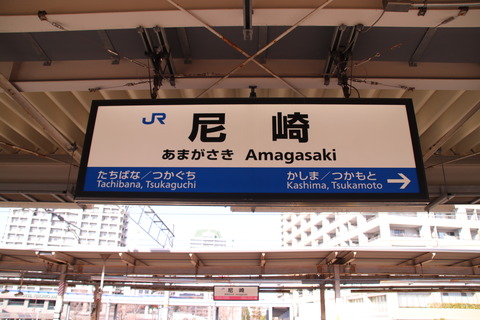 JR 尼崎
あまがさき Amagasaki
たちばな／つかぐち かしま／つかもと →
Tachibana, Tsukaguchi Kashima, Tsukamoto
尼崎